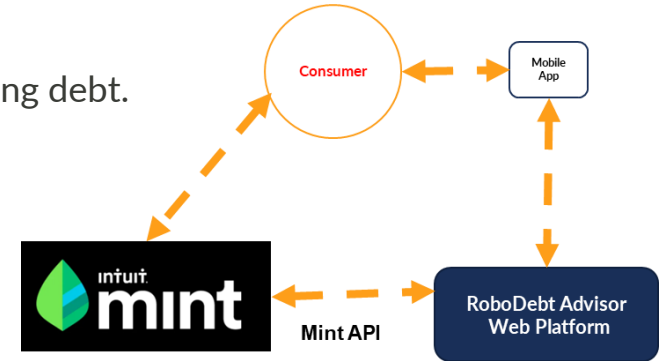 Consumer
Mobile
App
ng debt.
intuit
mint
Mint API
RoboDebt Advisor
Web Platform